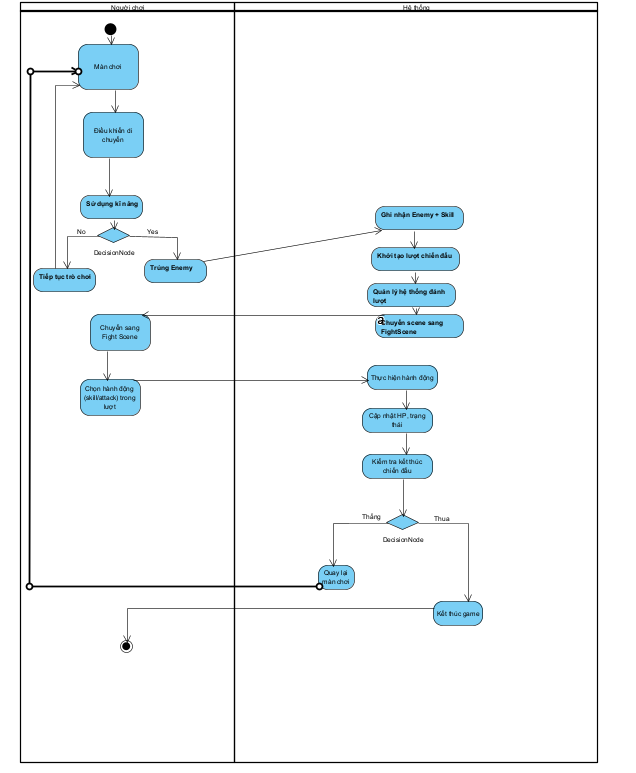 Người chơi
Hệ thống
Màn chơi
Điều khiển di
chuyển
Sử dụng kĩ năng
No
Yes
DecisionNode
Tiếp tục trò chơi
Trúng Enemy
Ghi nhận Enemy + Skill
Khởi tạo lượt chiến đấu
Quản lý hệ thống đánh
lượt
a
Chuyển scene sang
FightScene
Chuyển sang
Fight Scene
Chọn hành động
(skill/attack) trong
lượt
Thực hiện hành động
Cập nhật HP, trạng
thái
Kiểm tra kết thúc
chiến đấu
Thắng
Thua
DecisionNode
Quay lại
màn chơi
Kết thúc game